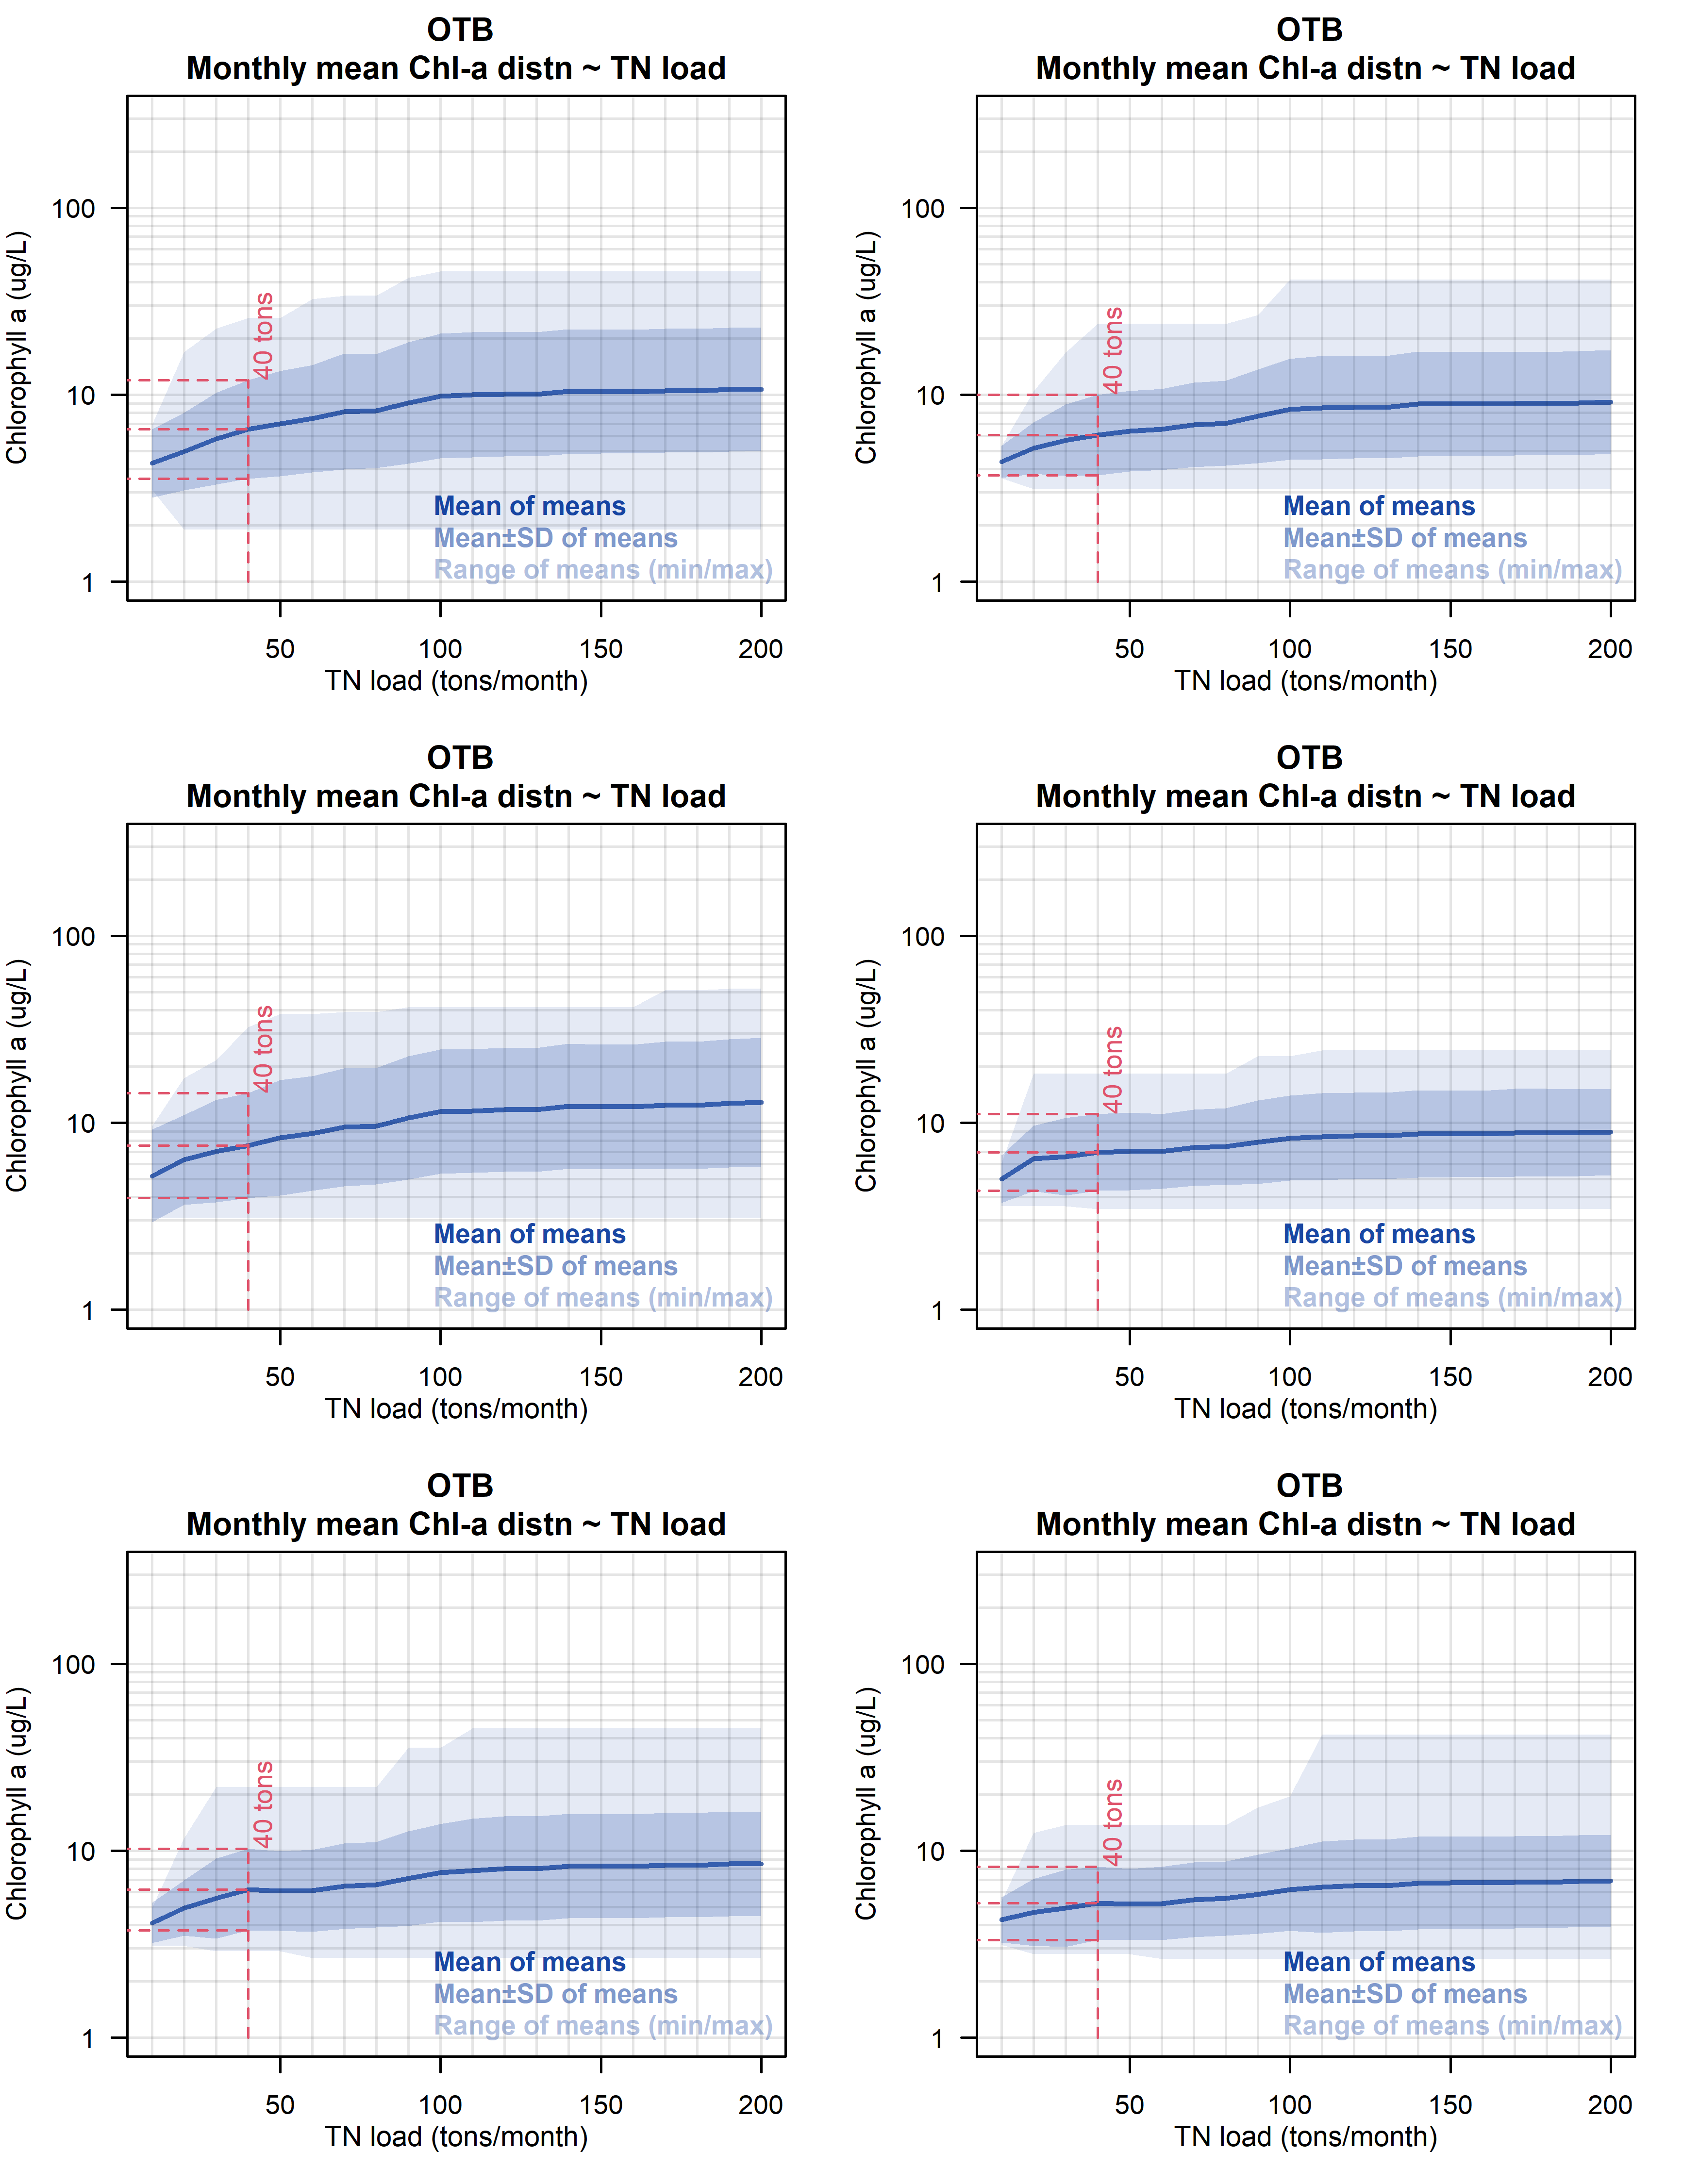 OTB
Monthly mean Chl-a distn ~ TN load
Chlorophyll a (ug/L)
100
10
1
40 tons
Mean of means
Mean±SD of means
Range of means (min/max)
50 100 150 200
TN load (tons/month)
OTB
Monthly mean Chl-a distn ~ TN load
Chlorophyll a (ug/L)
100
10
1
40 tons
Mean of means
Mean±SD of means
Range of means (min/max)
50 100 150 200
TN load (tons/month)
OTB
Monthly mean Chl-a distn ~ TN load
Chlorophyll a (ug/L)
100
10
1
40 tons
Mean of means
Mean±SD of means
Range of means (min/max)
50 100 150 200
TN load (tons/month)
OTB
Monthly mean Chl-a distn ~ TN load
Chlorophyll a (ug/L)
100
10
1
40 tons
Mean of means
Mean±SD of means
Range of means (min/max)
50 100 150 200
TN load (tons/month)
OTB
Monthly mean Chl-a distn ~ TN load
Chlorophyll a (ug/L)
100
10
1
40 tons
Mean of means
Mean±SD of means
Range of means (min/max)
50 100 150 200
TN load (tons/month)
OTB
Monthly mean Chl-a distn ~ TN load
Chlorophyll a (ug/L)
100
10
1
40 tons
Mean of means
Mean±SD of means
Range of means (min/max)
50 100 150 200
TN load (tons/month)